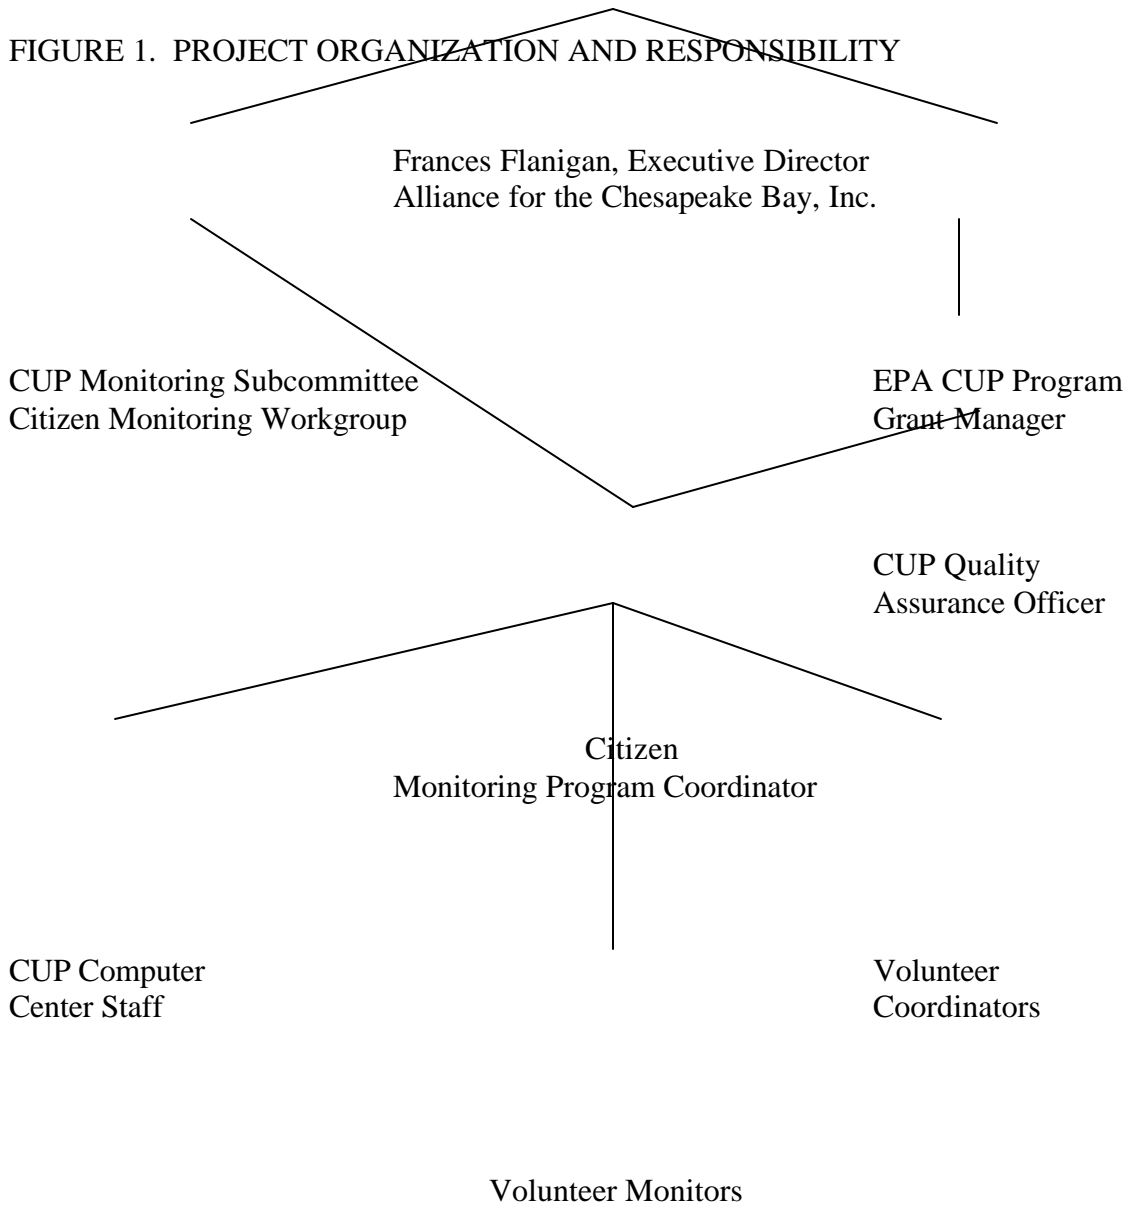 FIGURE 1. PROJECT ORGANIZATION AND RESPONSIBILITY
Frances Flanigan, Executive Director
Alliance for the Chesapeake Bay, Inc.
CUP Monitoring Subcommittee
Citizen Monitoring Workgroup
EPA CUP Program
Grant Manager
CUP Quality
Assurance Officer
Citizen
Monitoring Program Coordinator
CUP Computer
Center Staff
Volunteer
Coordinators
Volunteer Monitors